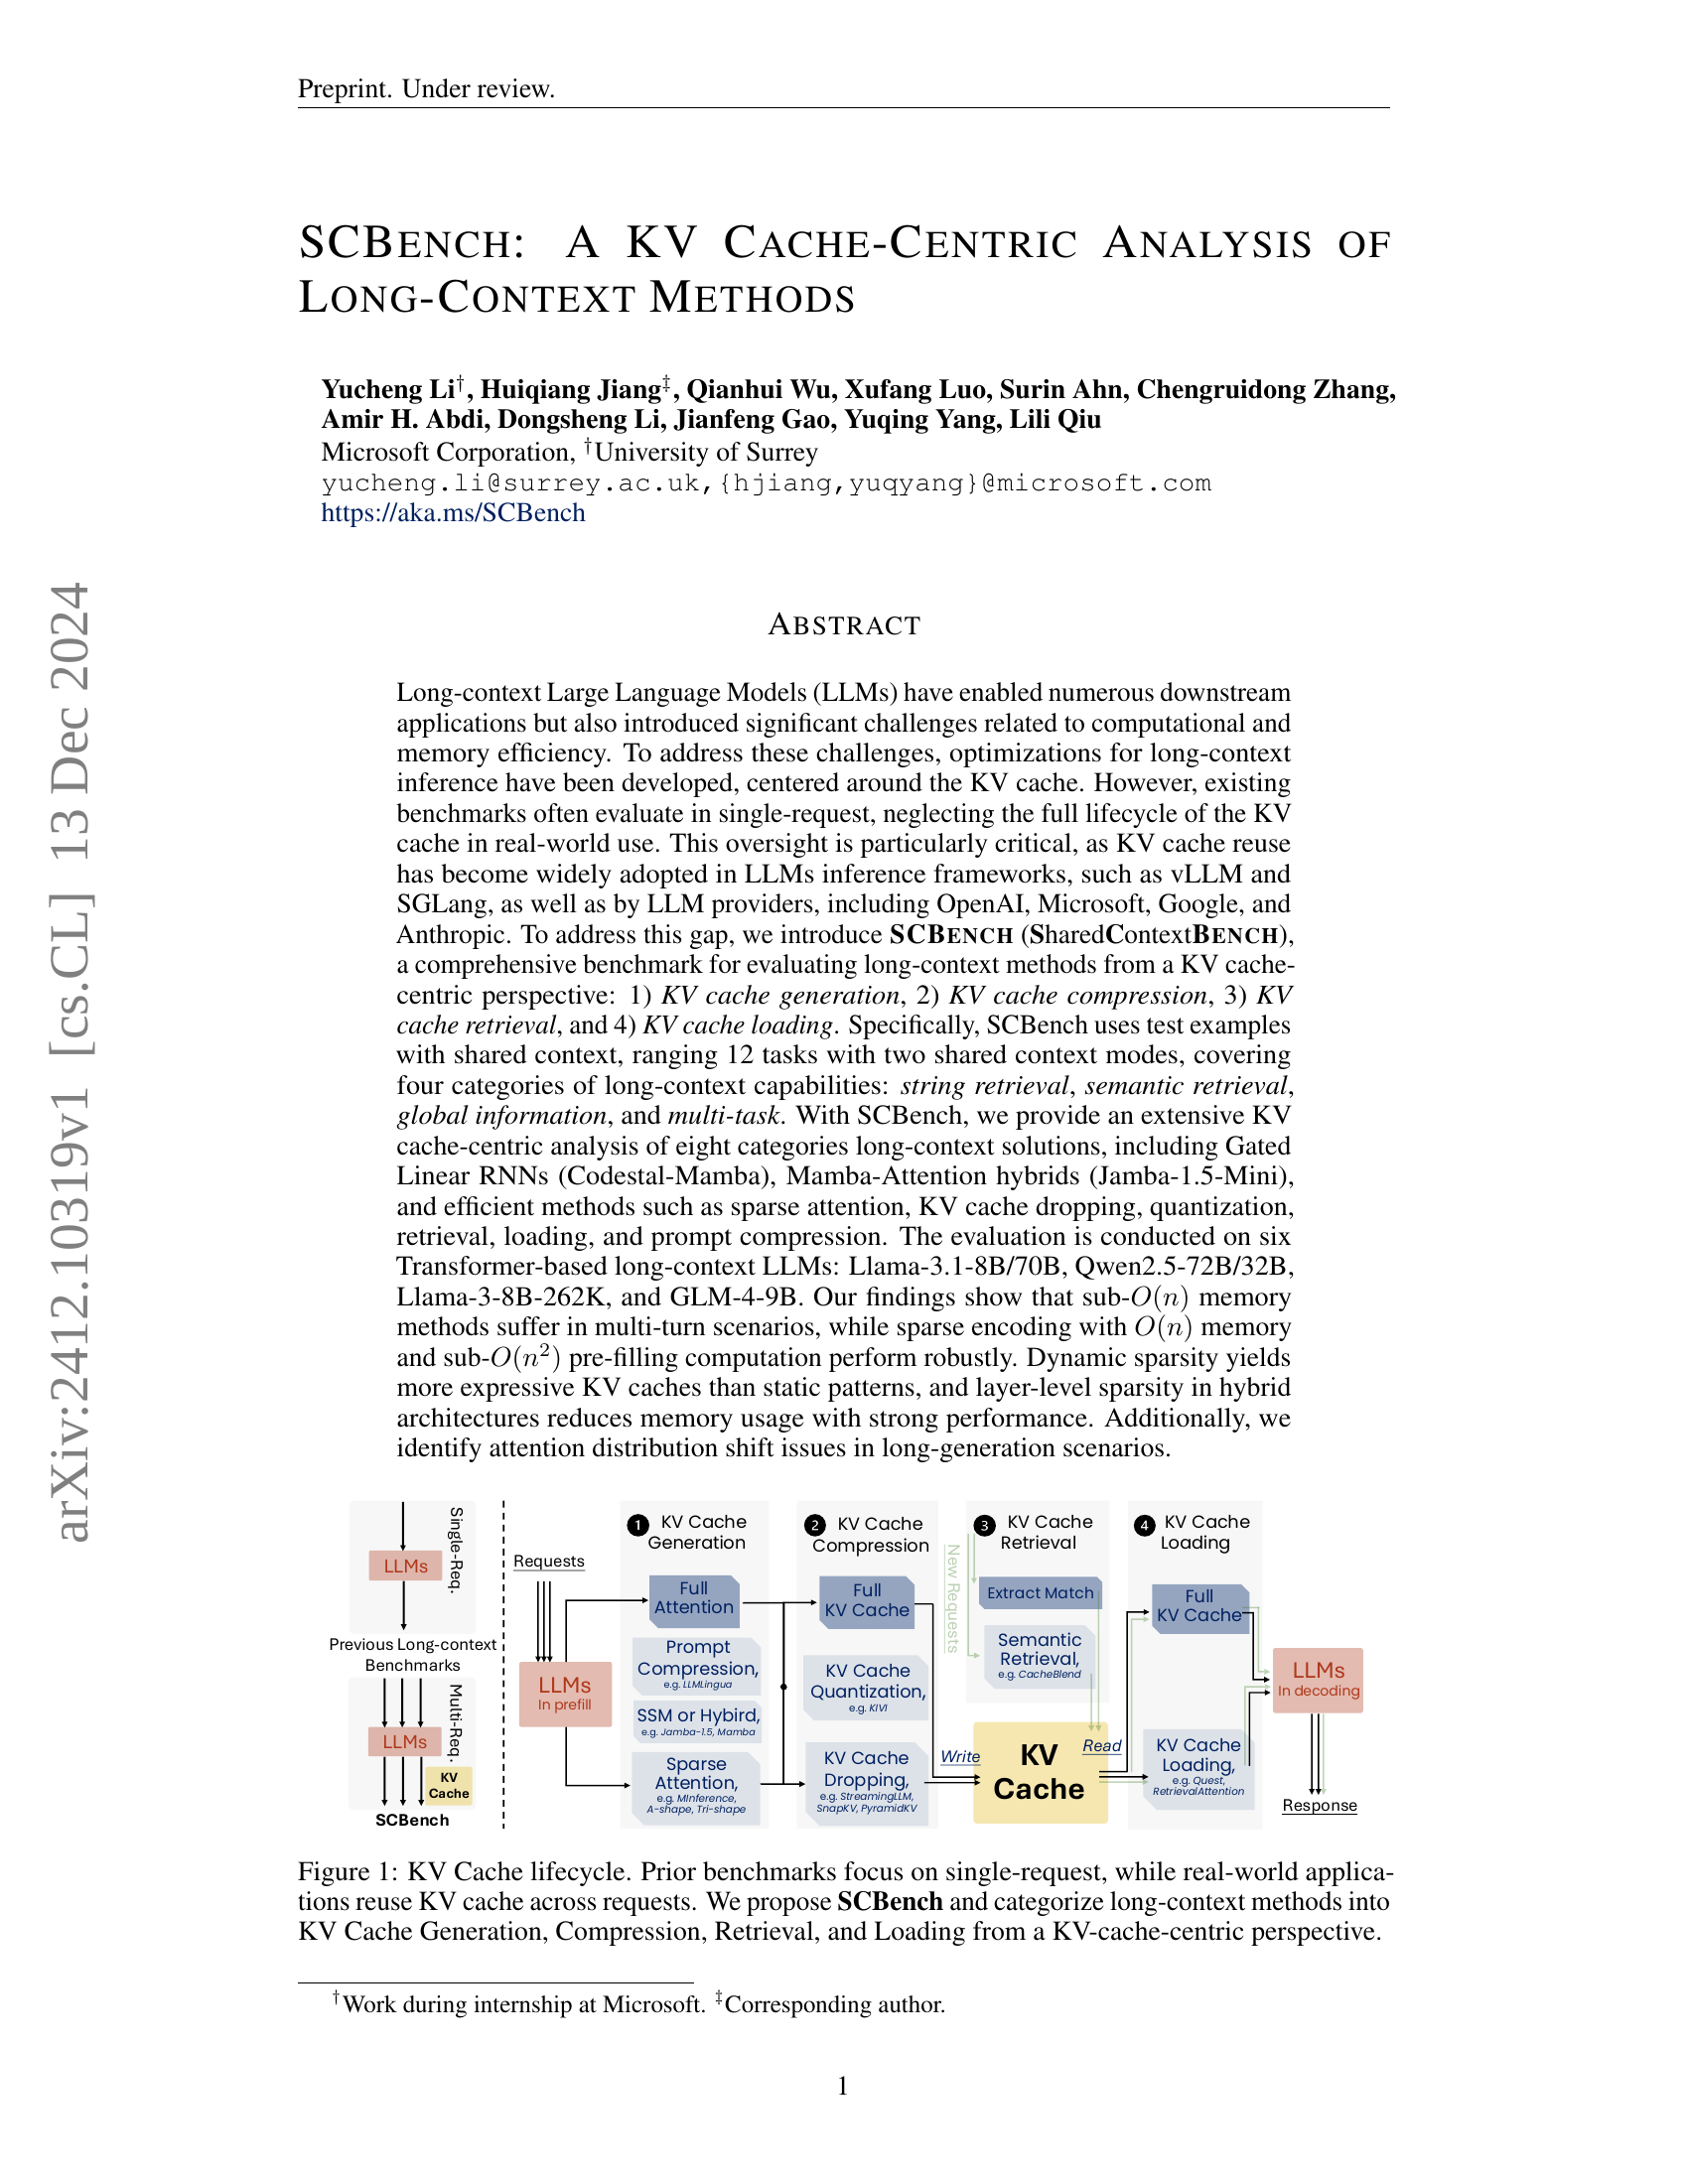 Preprint. Under review.
SCBENCH: A KV CACHE-CENTRIC ANALYSIS OF
LONG-CONTEXT METHODS
Yucheng Li†, Huiqiang Jiang‡, Qianhui Wu, Xufang Luo, Surin Ahn, Chengruidong Zhang,
Amir H. Abdi, Dongsheng Li, Jianfeng Gao, Yuqing Yang, Lili Qiu
Microsoft Corporation, †University of Surrey
yucheng.li@surrey.ac.uk,{hjiang,yuqyang}@microsoft.com
https://aka.ms/SCBench
arXiv:2412.10319v1 [cs.CL] 13 Dec 2024
ABSTRACT
Long-context Large Language Models (LLMs) have enabled numerous downstream
applications but also introduced significant challenges related to computational and
memory efficiency. To address these challenges, optimizations for long-context
inference have been developed, centered around the KV cache. However, existing
benchmarks often evaluate in single-request, neglecting the full lifecycle of the KV
cache in real-world use. This oversight is particularly critical, as KV cache reuse
has become widely adopted in LLMs inference frameworks, such as vLLM and
SGLang, as well as by LLM providers, including OpenAI, Microsoft, Google, and
Anthropic. To address this gap, we introduce SCBENCH (SharedContextBENCH),
a comprehensive benchmark for evaluating long-context methods from a KV cache-
centric perspective: 1) KV cache generation, 2) KV cache compression, 3) KV
cache retrieval, and 4) KV cache loading. Specifically, SCBench uses test examples
with shared context, ranging 12 tasks with two shared context modes, covering
four categories of long-context capabilities: string retrieval, semantic retrieval,
global information, and multi-task. With SCBench, we provide an extensive KV
cache-centric analysis of eight categories long-context solutions, including Gated
Linear RNNs (Codestal-Mamba), Mamba-Attention hybrids (Jamba-1.5-Mini),
and efficient methods such as sparse attention, KV cache dropping, quantization,
retrieval, loading, and prompt compression. The evaluation is conducted on six
Transformer-based long-context LLMs: Llama-3.1-8B/70B, Qwen2.5-72B/32B,
Llama-3-8B-262K, and GLM-4-9B. Our findings show that sub-O(n) memory
methods suffer in multi-turn scenarios, while sparse encoding with O(n) memory
and sub-O(n²) pre-filling computation perform robustly. Dynamic sparsity yields
more expressive KV caches than static patterns, and layer-level sparsity in hybrid
architectures reduces memory usage with strong performance. Additionally, we
identify attention distribution shift issues in long-generation scenarios.
Single-Req.
LLMs
Previous Long-context
Benchmarks
Multi-Req.
LLMs
KV
Cache
SCBench
Requests
LLMs
In prefill
1 KV Cache
Generation
Full
Attention
Prompt
Compression,
e.g. LLMLingua
SSM or Hybird,
e.g. Jamba-1.5, Mamba
Sparse
Attention,
e.g. MInference,
A-shape, Tri-shape
2 KV Cache
Compression
Full
KV Cache
KV Cache
Quantization,
e.g. KIVI
KV Cache
Dropping,
e.g. StreamingLLM,
SnapKV, PyramidKV
3 KV Cache
Retrieval
New Requests
Extract Match
Semantic
Retrieval,
e.g. CacheBlend
Write
KV
Cache
Read
4 KV Cache
Loading
Full
KV Cache
KV Cache
Loading,
e.g. Quest,
RetrievalAttention
LLMs
In decoding
Response
Figure 1: KV Cache lifecycle. Prior benchmarks focus on single-request, while real-world applica-
tions reuse KV cache across requests. We propose SCBench and categorize long-context methods into
KV Cache Generation, Compression, Retrieval, and Loading from a KV-cache-centric perspective.
†Work during internship at Microsoft. ‡Corresponding author.
1